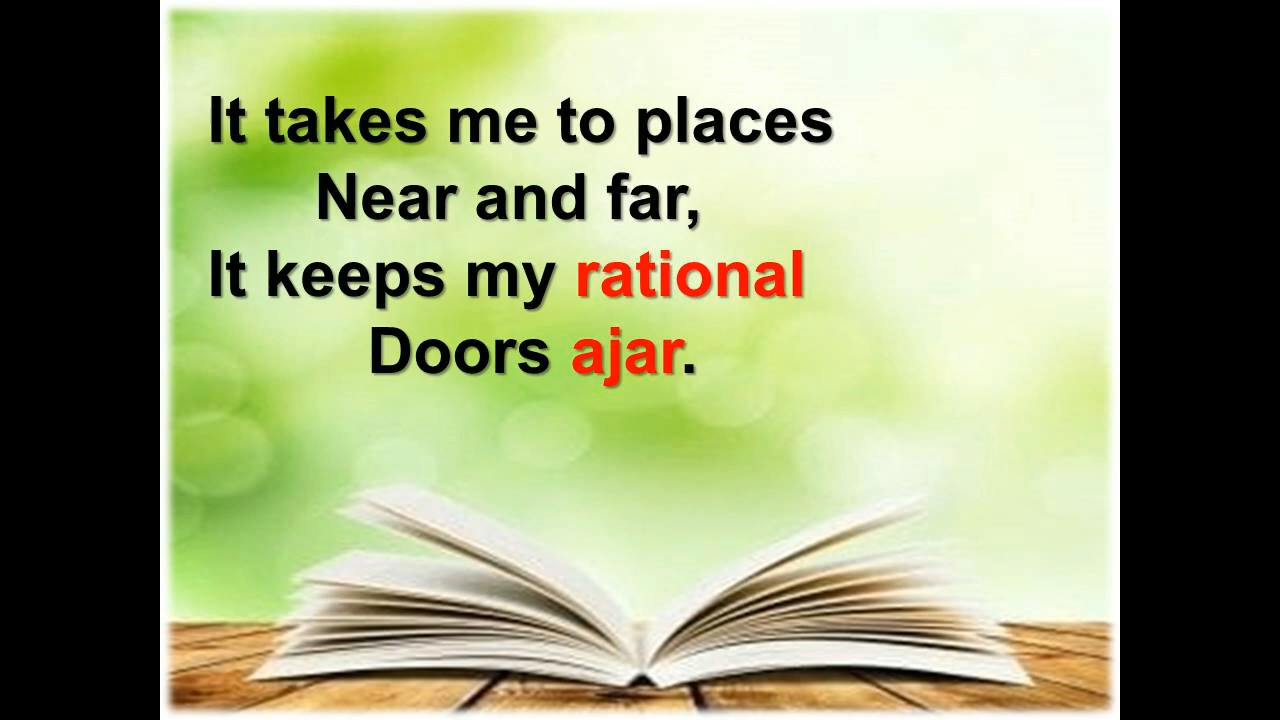 It takes me to places
Near and far,
It keeps my rational
Doors ajar.